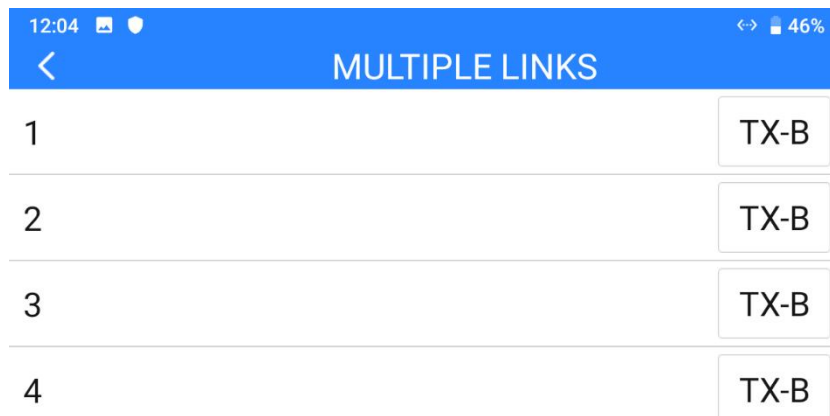 12:04 46%
MULTIPLE LINKS
1 TX-B
2 TX-B
3 TX-B
4 TX-B